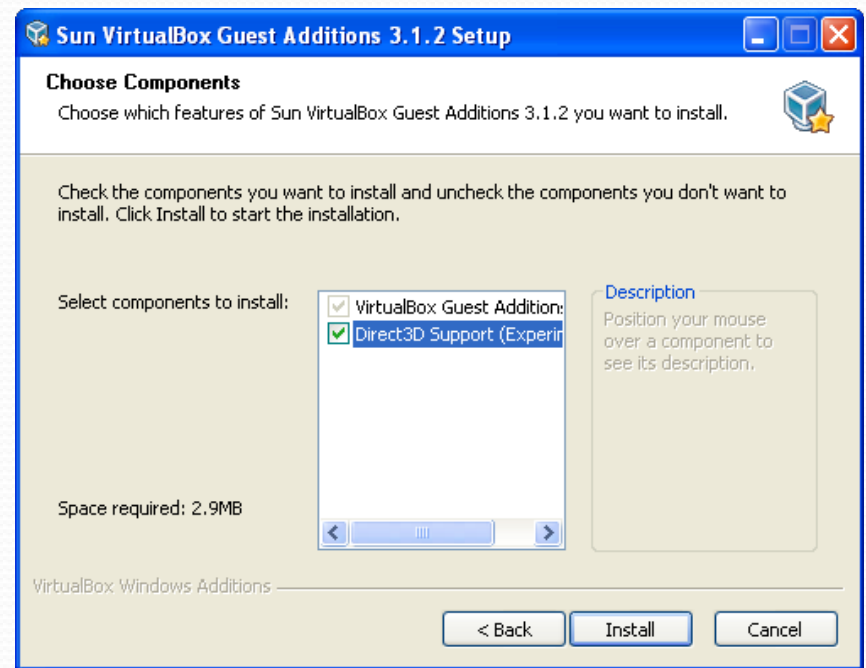 Sun VirtualBox Guest Additions 3.1.2 Setup
Choose Components
Choose which features of Sun VirtualBox Guest Additions 3.1.2 you want to install.
Check the components you want to install and uncheck the components you don't want to
install. Click Install to start the installation.
Select components to install:
VirtualBox Guest Additions
Direct3D Support (Experin
Description
Position your mouse
over a component to
see its description.
Space required: 2.9MB
VirtualBox Windows Additions
< Back
Install
Cancel